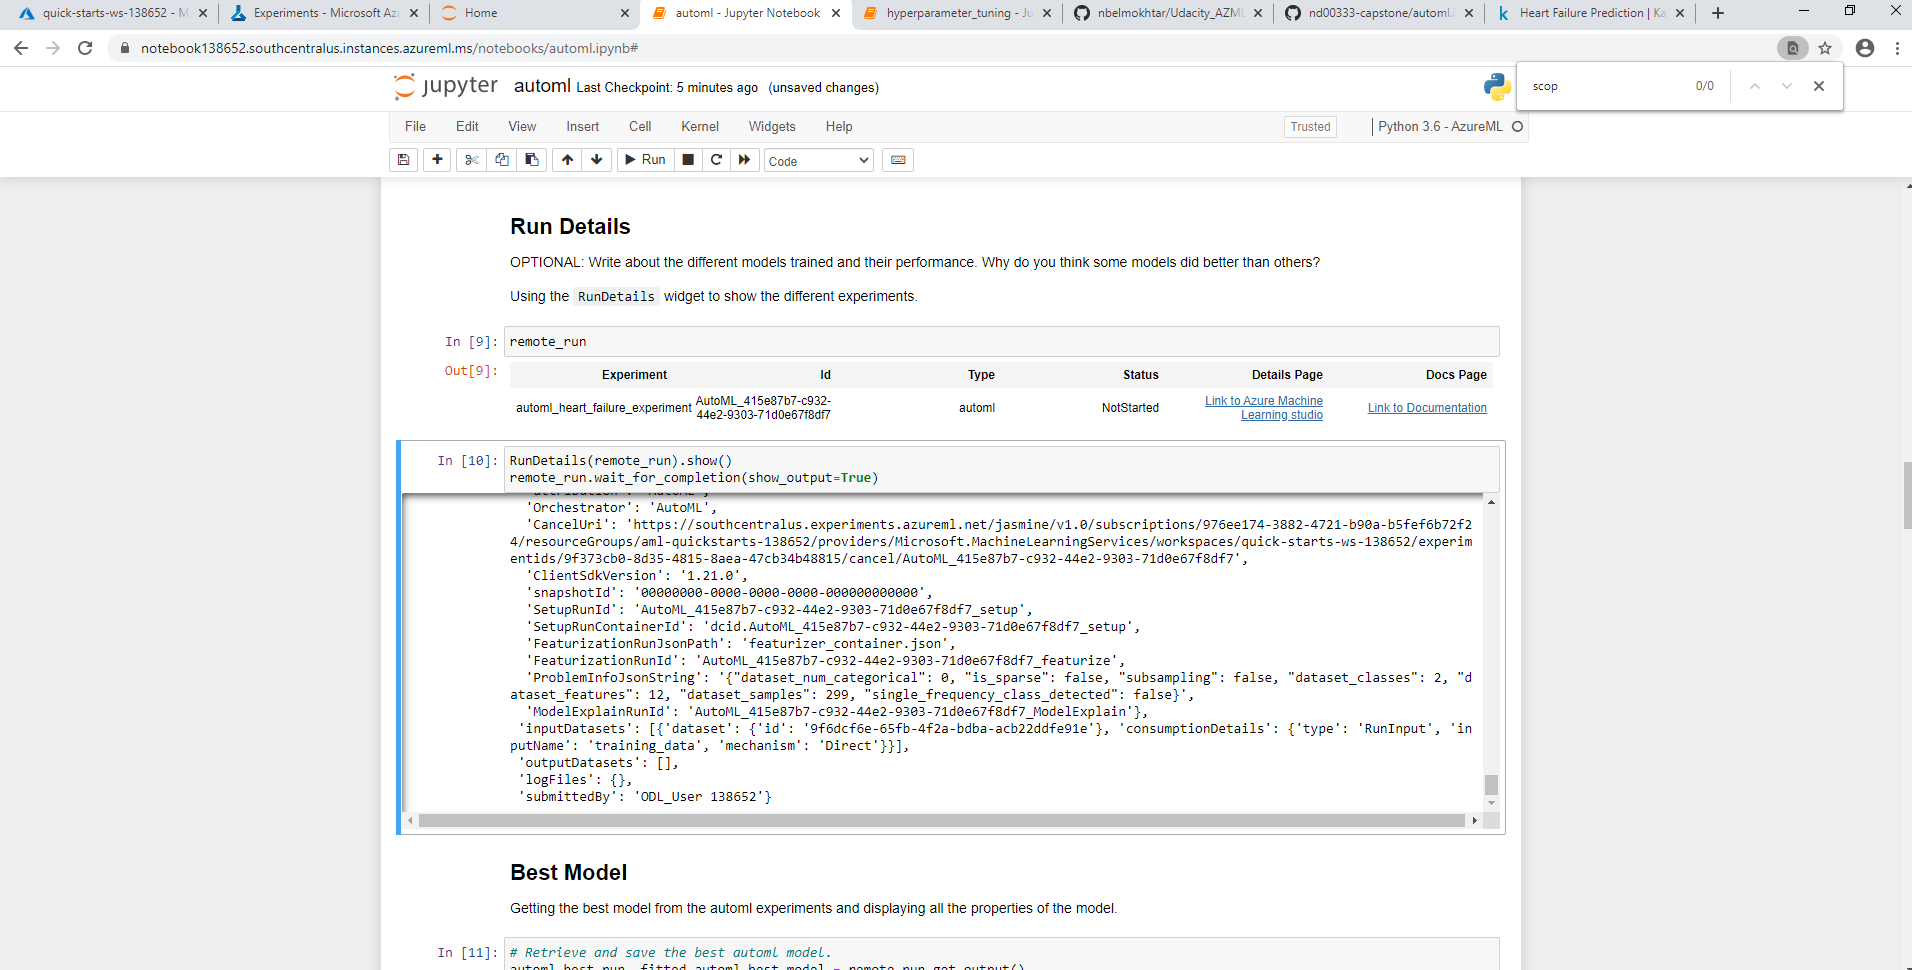 quick-starts-ws-138652 - M
Experiments - Microsoft Az
Home
automl - Jupyter Notebook
hyperparameter_tuning - Ju
nbelmokhtar/Udacity_AZML
nd00333-capstone/automl.i
Heart Failure Prediction | Ka
notebook138652.southcentralus.instances.azureml.ms/notebooks/automl.ipynb#
scop 0/0
jupyter automl Last Checkpoint: 5 minutes ago (unsaved changes)
File Edit View Insert Cell Kernel Widgets Help Trusted Python 3.6 - AzureML
Run Code
Run Details
OPTIONAL: Write about the different models trained and their performance. Why do you think some models did better than others?
Using the RunDetails widget to show the different experiments.
In [9]: remote_run
Out[9]: Experiment Id Type Status Details Page Docs Page
automl_heart_failure_experiment AutoML_415e87b7-c932-44e2-9303-71d0e67f8df7 automl NotStarted Link to Azure Machine Learning studio Link to Documentation
In [10]: RunDetails(remote_run).show()
remote_run.wait_for_completion(show_output=True)
'Orchestrator': 'AutoML',
'CancelUri': 'https://southcentralus.experiments.azureml.net/jasmine/v1.0/subscriptions/976ee174-3882-4721-b90a-b5fef6b72f2
4/resourceGroups/aml-quickstarts-138652/providers/Microsoft.MachineLearningServices/workspaces/quick-starts-ws-138652/experim
entids/9f373cb0-8d35-4815-8aea-47cb34b48815/cancel/AutoML_415e87b7-c932-44e2-9303-71d0e67f8df7',
'ClientSdkVersion': '1.21.0',
'snapshotId': '00000000-0000-0000-0000-000000000000',
'SetupRunId': 'AutoML_415e87b7-c932-44e2-9303-71d0e67f8df7_setup',
'SetupRunContainerId': 'dcid.AutoML_415e87b7-c932-44e2-9303-71d0e67f8df7_setup',
'FeaturizationRunJsonPath': 'featurizer_container.json',
'FeaturizationRunId': 'AutoML_415e87b7-c932-44e2-9303-71d0e67f8df7_featurize',
'ProblemInfoJsonString': '{"dataset_num_categorical": 0, "is_sparse": false, "subsampling": false, "dataset_classes": 2, "d
ataset_features": 12, "dataset_samples": 299, "single_frequency_class_detected": false}',
'ModelExplainRunId': 'AutoML_415e87b7-c932-44e2-9303-71d0e67f8df7_ModelExplain'},
'inputDatasets': [{'dataset': {'id': '9f6dcf6e-65fb-4f2a-bdba-acb22ddfe91e'}, 'consumptionDetails': {'type': 'RunInput', 'in
putName': 'training_data', 'mechanism': 'Direct'}}],
'outputDatasets': [],
'logFiles': {},
'submittedBy': 'ODL_User 138652'}
Best Model
Getting the best model from the automl experiments and displaying all the properties of the model.
In [11]: # Retrieve and save the best automl model.
automl_best_run, fitted_automl_best_model = remote_run.get_output()